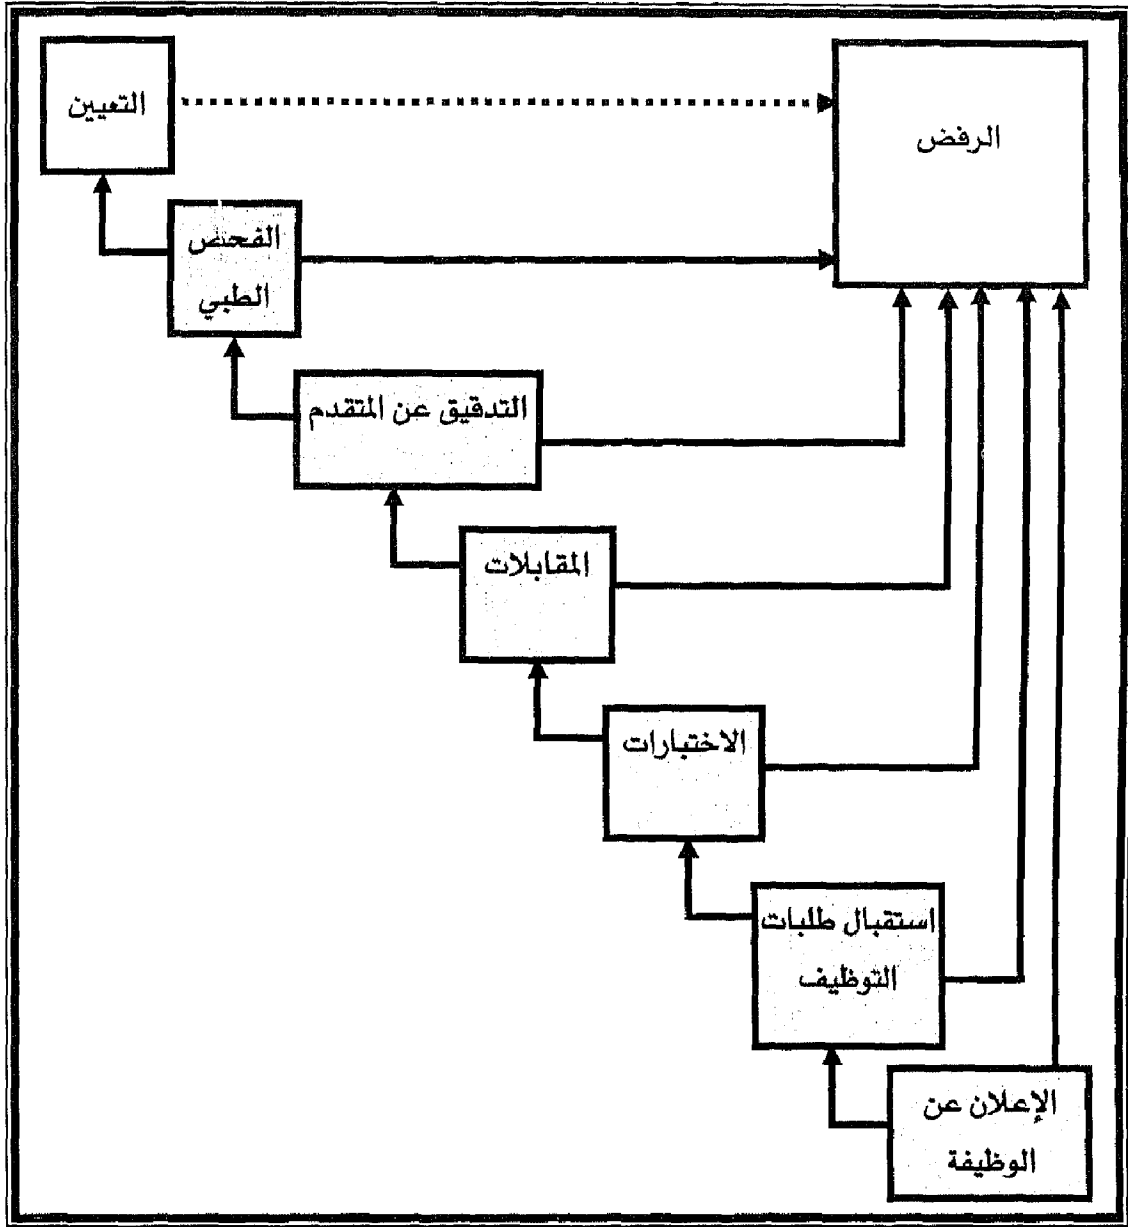 التعيين
الرفض
الفحص
الطبي
التدقيق عن المتقدم
المقابلات
الاختبارات
استقبال طلبات
التوظيف
الإعلان عن
الوظيفة